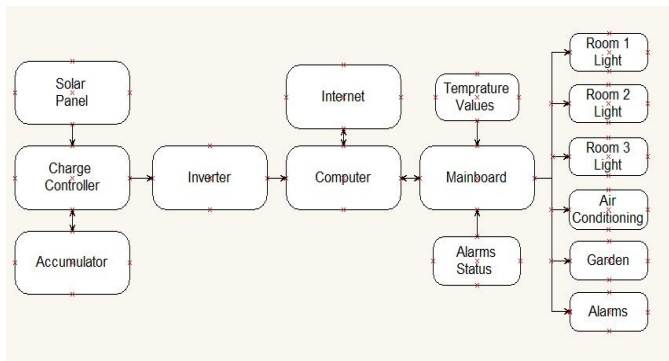 Solar
Panel
Charge
Controller
Accumulator
Inverter
Internet
Computer
Temprature
Values
Mainboard
Alarms
Status
Room 1
Light
Room 2
Light
Room 3
Light
Air
Conditioning
Garden
Alarms